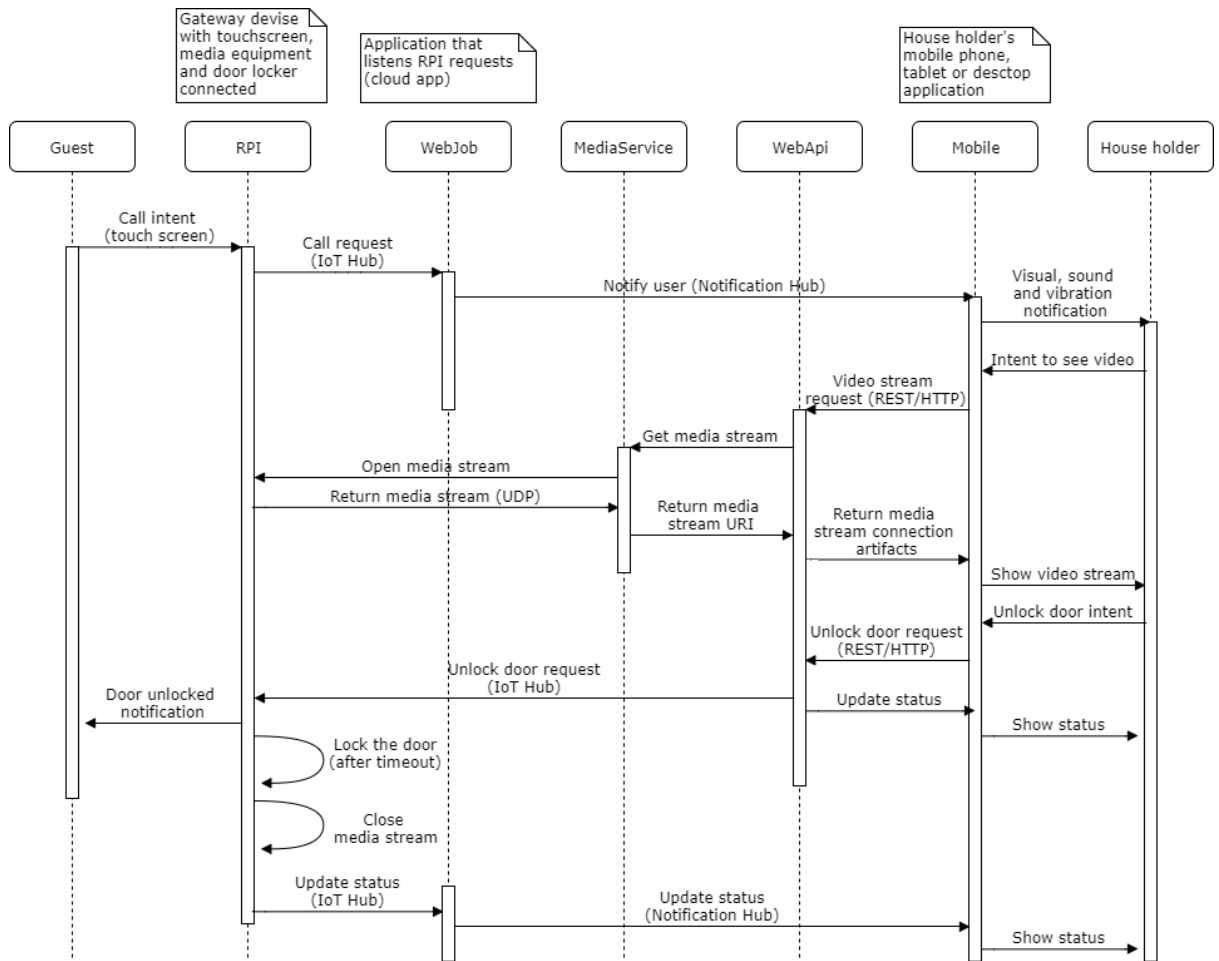 Gateway devise
with touchscreen,
media equipment
and door locker
connected
Application that
listens RPI requests
(cloud app)
House holder's
mobile phone,
tablet or desctop
application
Guest
RPI
WebJob
MediaService
WebApi
Mobile
House holder
Call intent
(touch screen)
Call request
(IoT Hub)
Notify user (Notification Hub)
Visual, sound
and vibration
notification
Intent to see video
Video stream
request (REST/HTTP)
Get media stream
Open media stream
Return media stream (UDP)
Return media
stream URI
Return media
stream connection
artifacts
Show video stream
Unlock door intent
Unlock door request
(REST/HTTP)
Unlock door request
(IoT Hub)
Door unlocked
notification
Update status
Show status
Lock the door
(after timeout)
Close
media stream
Update status
(IoT Hub)
Update status
(Notification Hub)
Show status